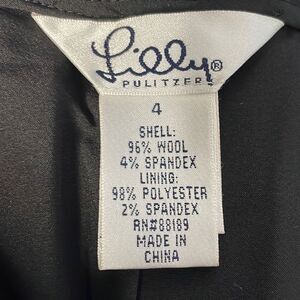 Lilly®
PULITZER®
4
SHELL:
96% WOOL
4% SPANDEX
LINING:
98% POLYESTER
2% SPANDEX
RN#88189
MADE IN
CHINA